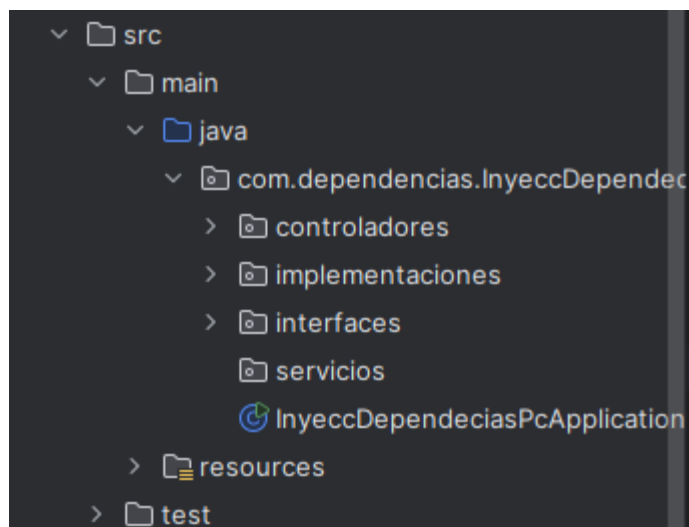 src
main
java
com.dependencias.InyeccDependec
controladores
implementaciones
interfaces
servicios
InyeccDependeciasPcApplication
resources
test